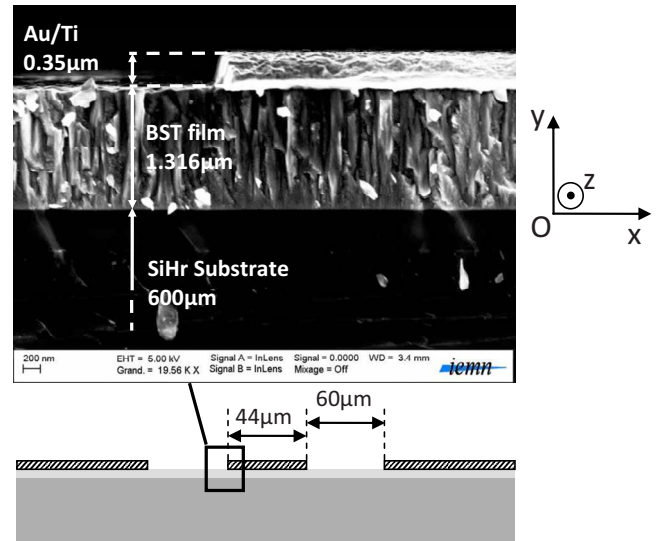 Au/Ti
0.35μm
BST film
1.316μm
SiHr Substrate
600μm
y
z
O
x
200 nm
EHT = 5.00 kV
Signal A = InLens
Signal = 0.0000
WD = 3.4 mm
Grand. = 19.56 K X
Signal B = InLens
Mixage = Off
iemn
44μm
60μm